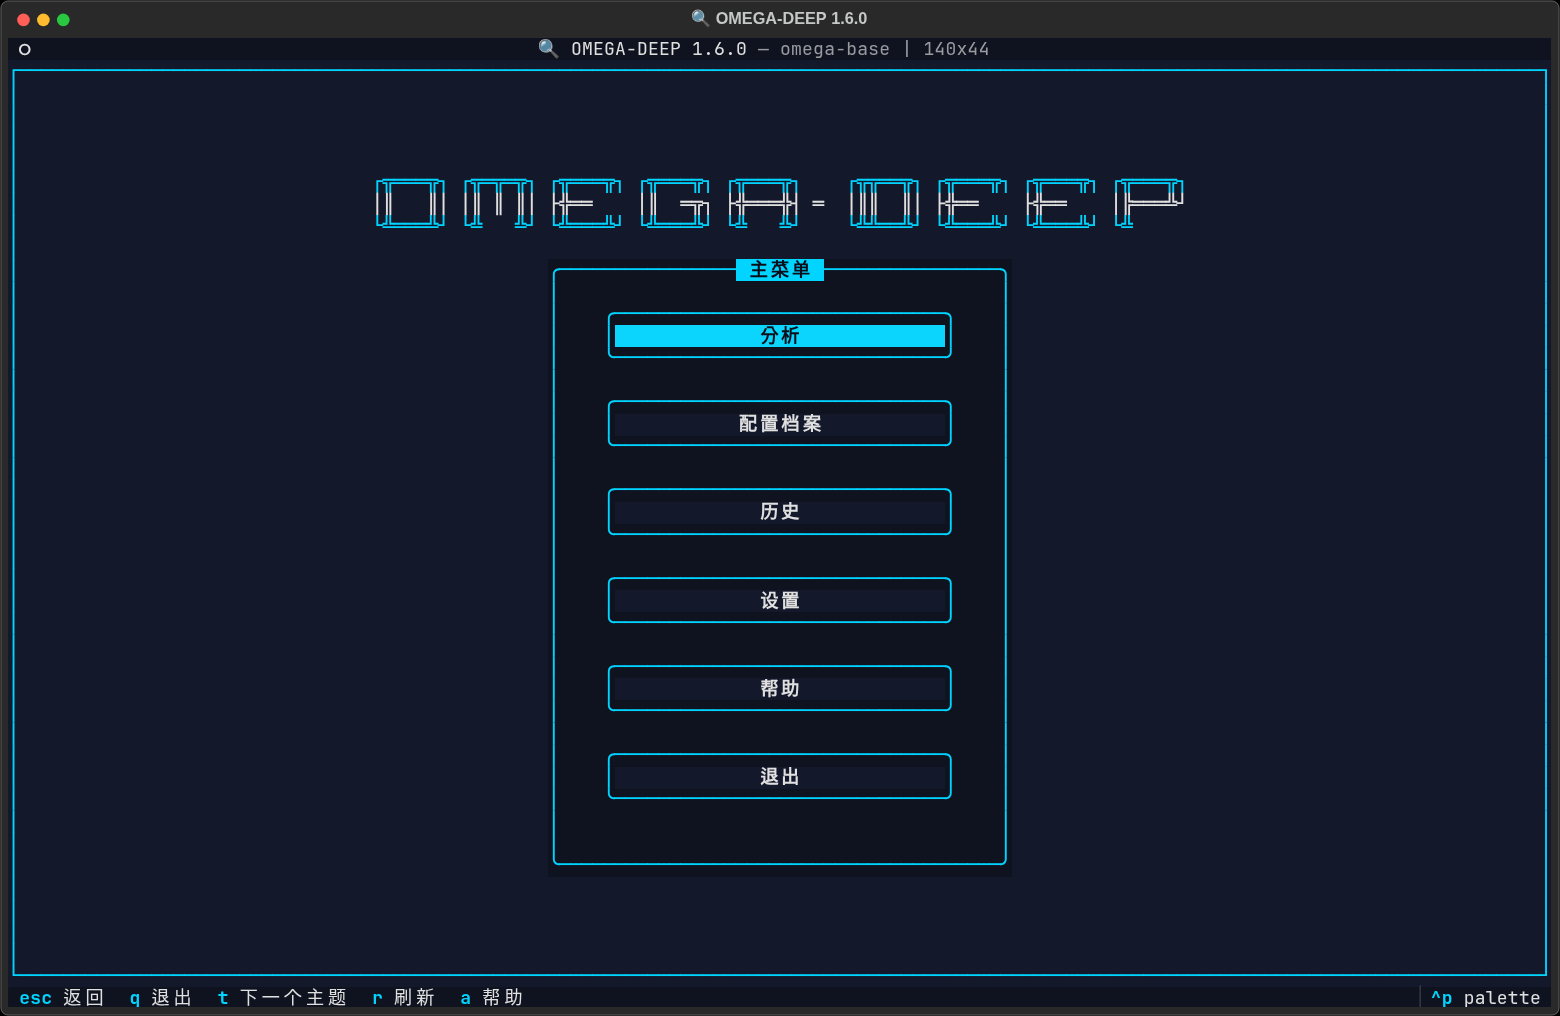 🔍 OMEGA-DEEP 1.6.0
🔍 OMEGA-DEEP 1.6.0 — omega-base | 140x44
OMEGA-DEEP
主菜单
分析
配置档案
历史
设置
帮助
退出
esc 返回 q 退出 t 下一个主题 r 刷新 a 帮助 ^p palette